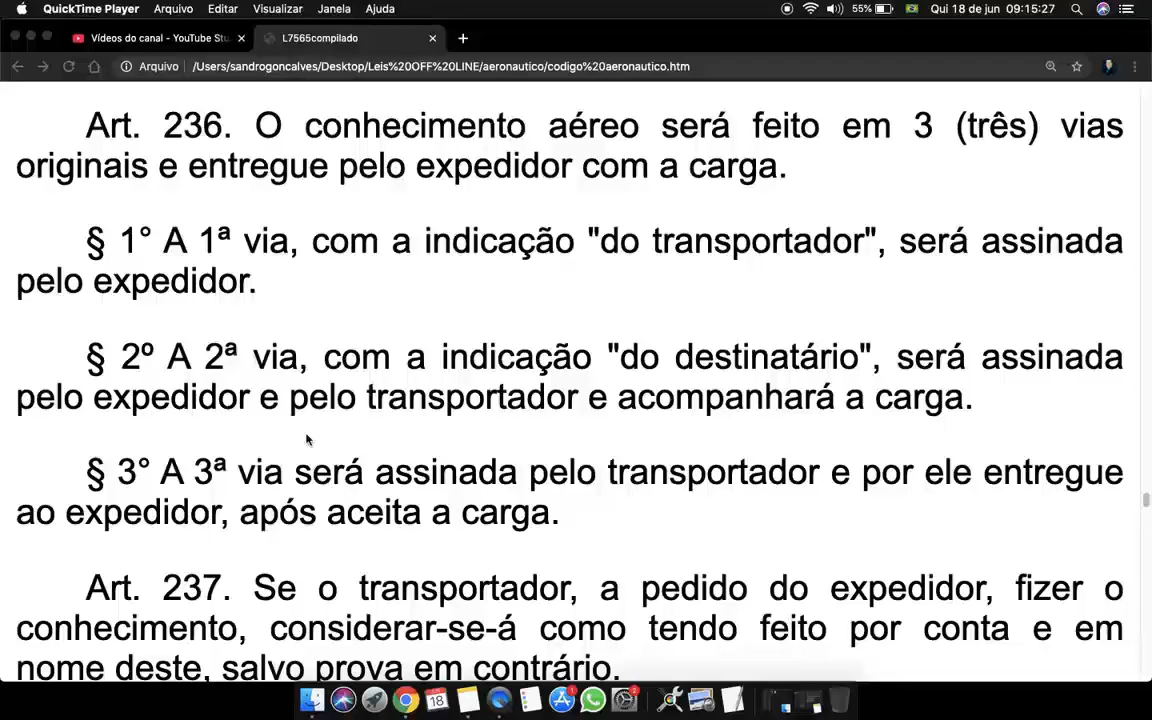 QuickTime Player Arquivo Editar Visualizar Janela Ajuda 55% Qui 18 de jun 09:15:27
Vídeos do canal - YouTube Stu
L7565compilado
Arquivo /Users/sandrogoncalves/Desktop/Leis%20OFF%20LINE/aeronautico/codigo%20aeronautico.htm
Art. 236. O conhecimento aéreo será feito em 3 (três) vias
originais e entregue pelo expedidor com a carga.
§ 1° A 1ª via, com a indicação "do transportador", será assinada
pelo expedidor.
§ 2º A 2ª via, com a indicação "do destinatário", será assinada
pelo expedidor e pelo transportador e acompanhará a carga.
§ 3° A 3ª via será assinada pelo transportador e por ele entregue
ao expedidor, após aceita a carga.
Art. 237. Se o transportador, a pedido do expedidor, fizer o
conhecimento, considerar-se-á como tendo feito por conta e em
nome deste, salvo prova em contrário.
18
1
2